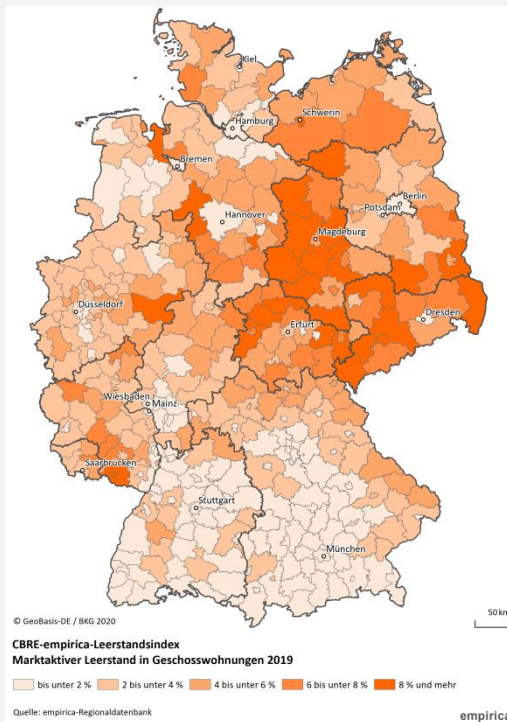 Kiel
Schwerin
Hamburg
Bremen
Berlin
Potsdam
Hannover
Magdeburg
Düsseldorf
Erfurt
Dresden
Wiesbaden
Mainz
Saarbrücken
Stuttgart
München
© GeoBasis-DE / BKG 2020
50 km
CBRE-empirica-Leerstandsindex
Marktaktiver Leerstand in Geschosswohnungen 2019
bis unter 2 % 2 bis unter 4 % 4 bis unter 6 % 6 bis unter 8 % 8 % und mehr
Quelle: empirica-Regionaldatenbank
empirica